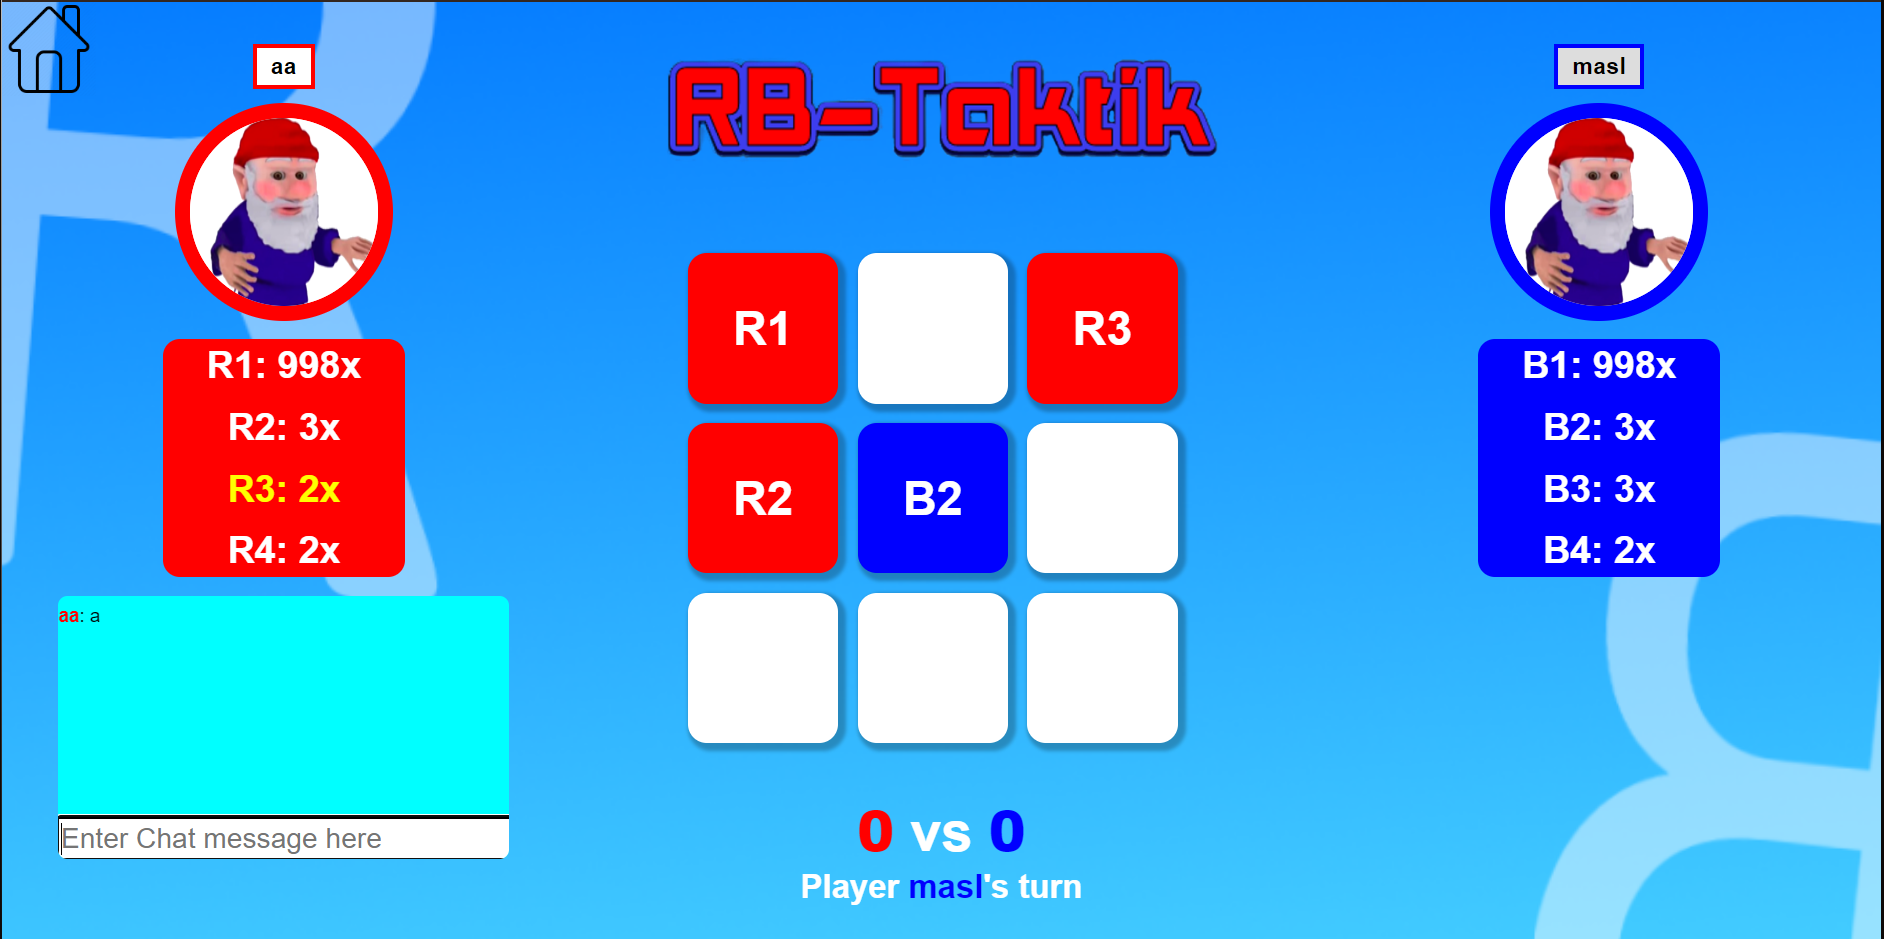 aa
RB-Taktik
masl
R1: 998x
R2: 3x
R3: 2x
R4: 2x
R1
R3
R2
B2
B1: 998x
B2: 3x
B3: 3x
B4: 2x
aa: a
Enter Chat message here
0 vs 0
Player masl's turn